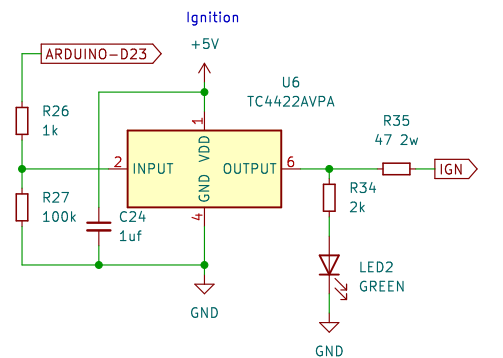 Ignition
+5V
ARDUINO-D23
U6
TC4422AVPA
R26
1k
1
VDD
2
INPUT
OUTPUT
6
R35
47 2w
IGN
R27
100k
C24
1uf
GND
4
R34
2k
LED2
GREEN
GND
GND